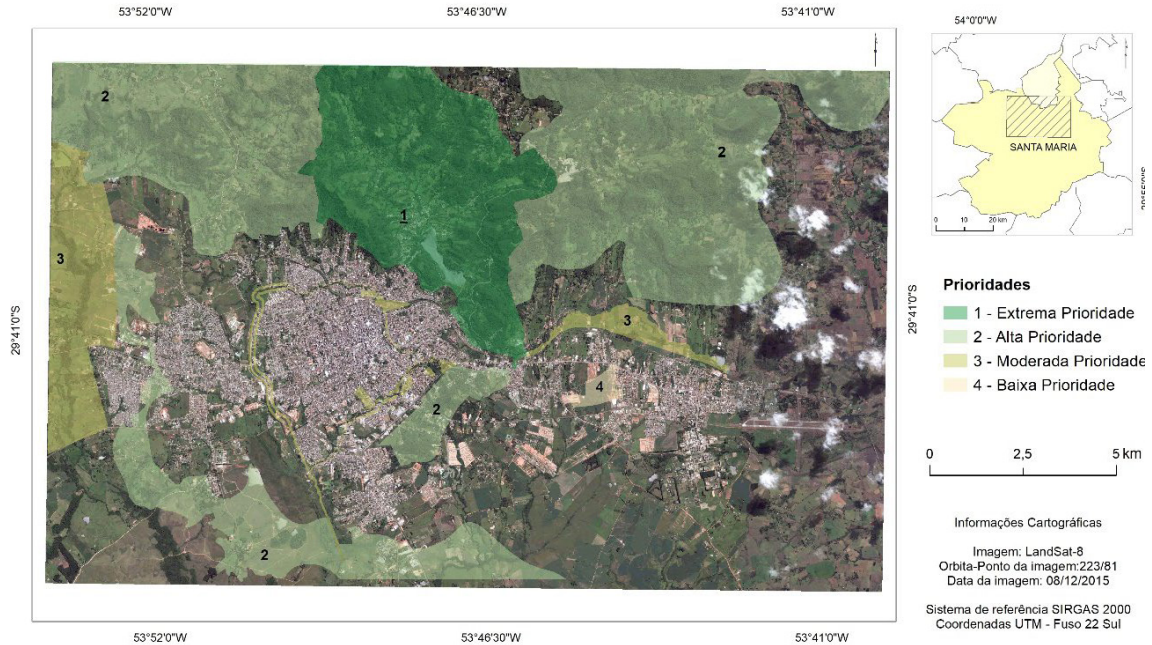 53°52'0"W
53°46'30"W
53°41'0"W
54°0'0"W
2
2
1
3
3
4
2
2
29°41'0"S
29°41'0"S
SANTA MARIA
0 10 20 km
Prioridades
1 - Extrema Prioridade
2 - Alta Prioridade
3 - Moderada Prioridade
4 - Baixa Prioridade
0 2,5 5 km
Informações Cartográficas
Imagem: LandSat-8
Orbita-Ponto da imagem:223/81
Data da imagem: 08/12/2015
Sistema de referência SIRGAS 2000
Coordenadas UTM - Fuso 22 Sul
53°52'0"W
53°46'30"W
53°41'0"W